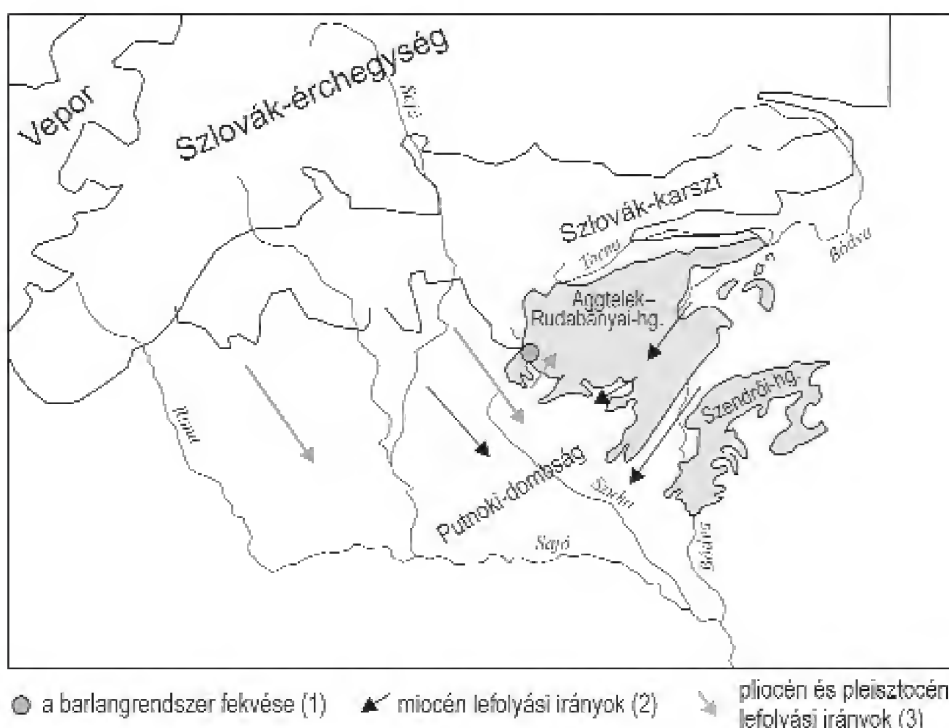 Vepor
Szlovák-érchegység
Sajó
Szlovák-karszt
Torna
Bódva
Aggtelek–
Rudabányai-hg.
Szendrői-hg.
Rima
Putnoki-dombság
Szuha
Sajó
Bódva
a barlangrendszer fekvése (1)
miocén lefolyási irányok (2)
pliocén és pleisztocén
lefolyási irányok (3)